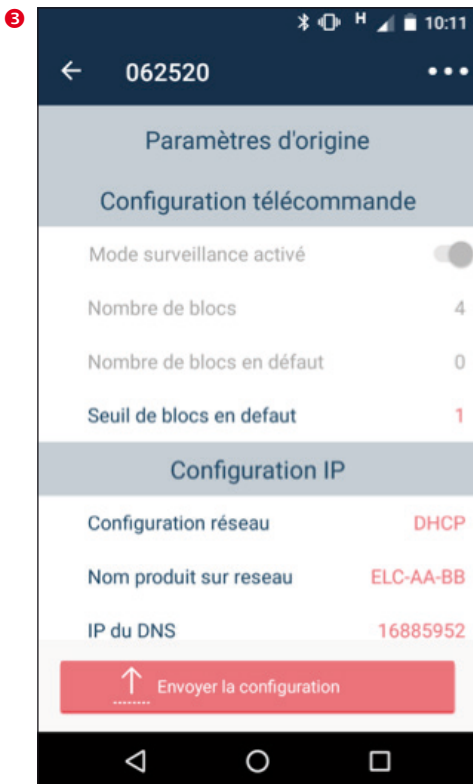 3
H 10:11
062520
Paramètres d'origine
Configuration télécommande
Mode surveillance activé
Nombre de blocs 4
Nombre de blocs en défaut 0
Seuil de blocs en defaut 1
Configuration IP
Configuration réseau DHCP
Nom produit sur reseau ELC-AA-BB
IP du DNS 16885952
Envoyer la configuration